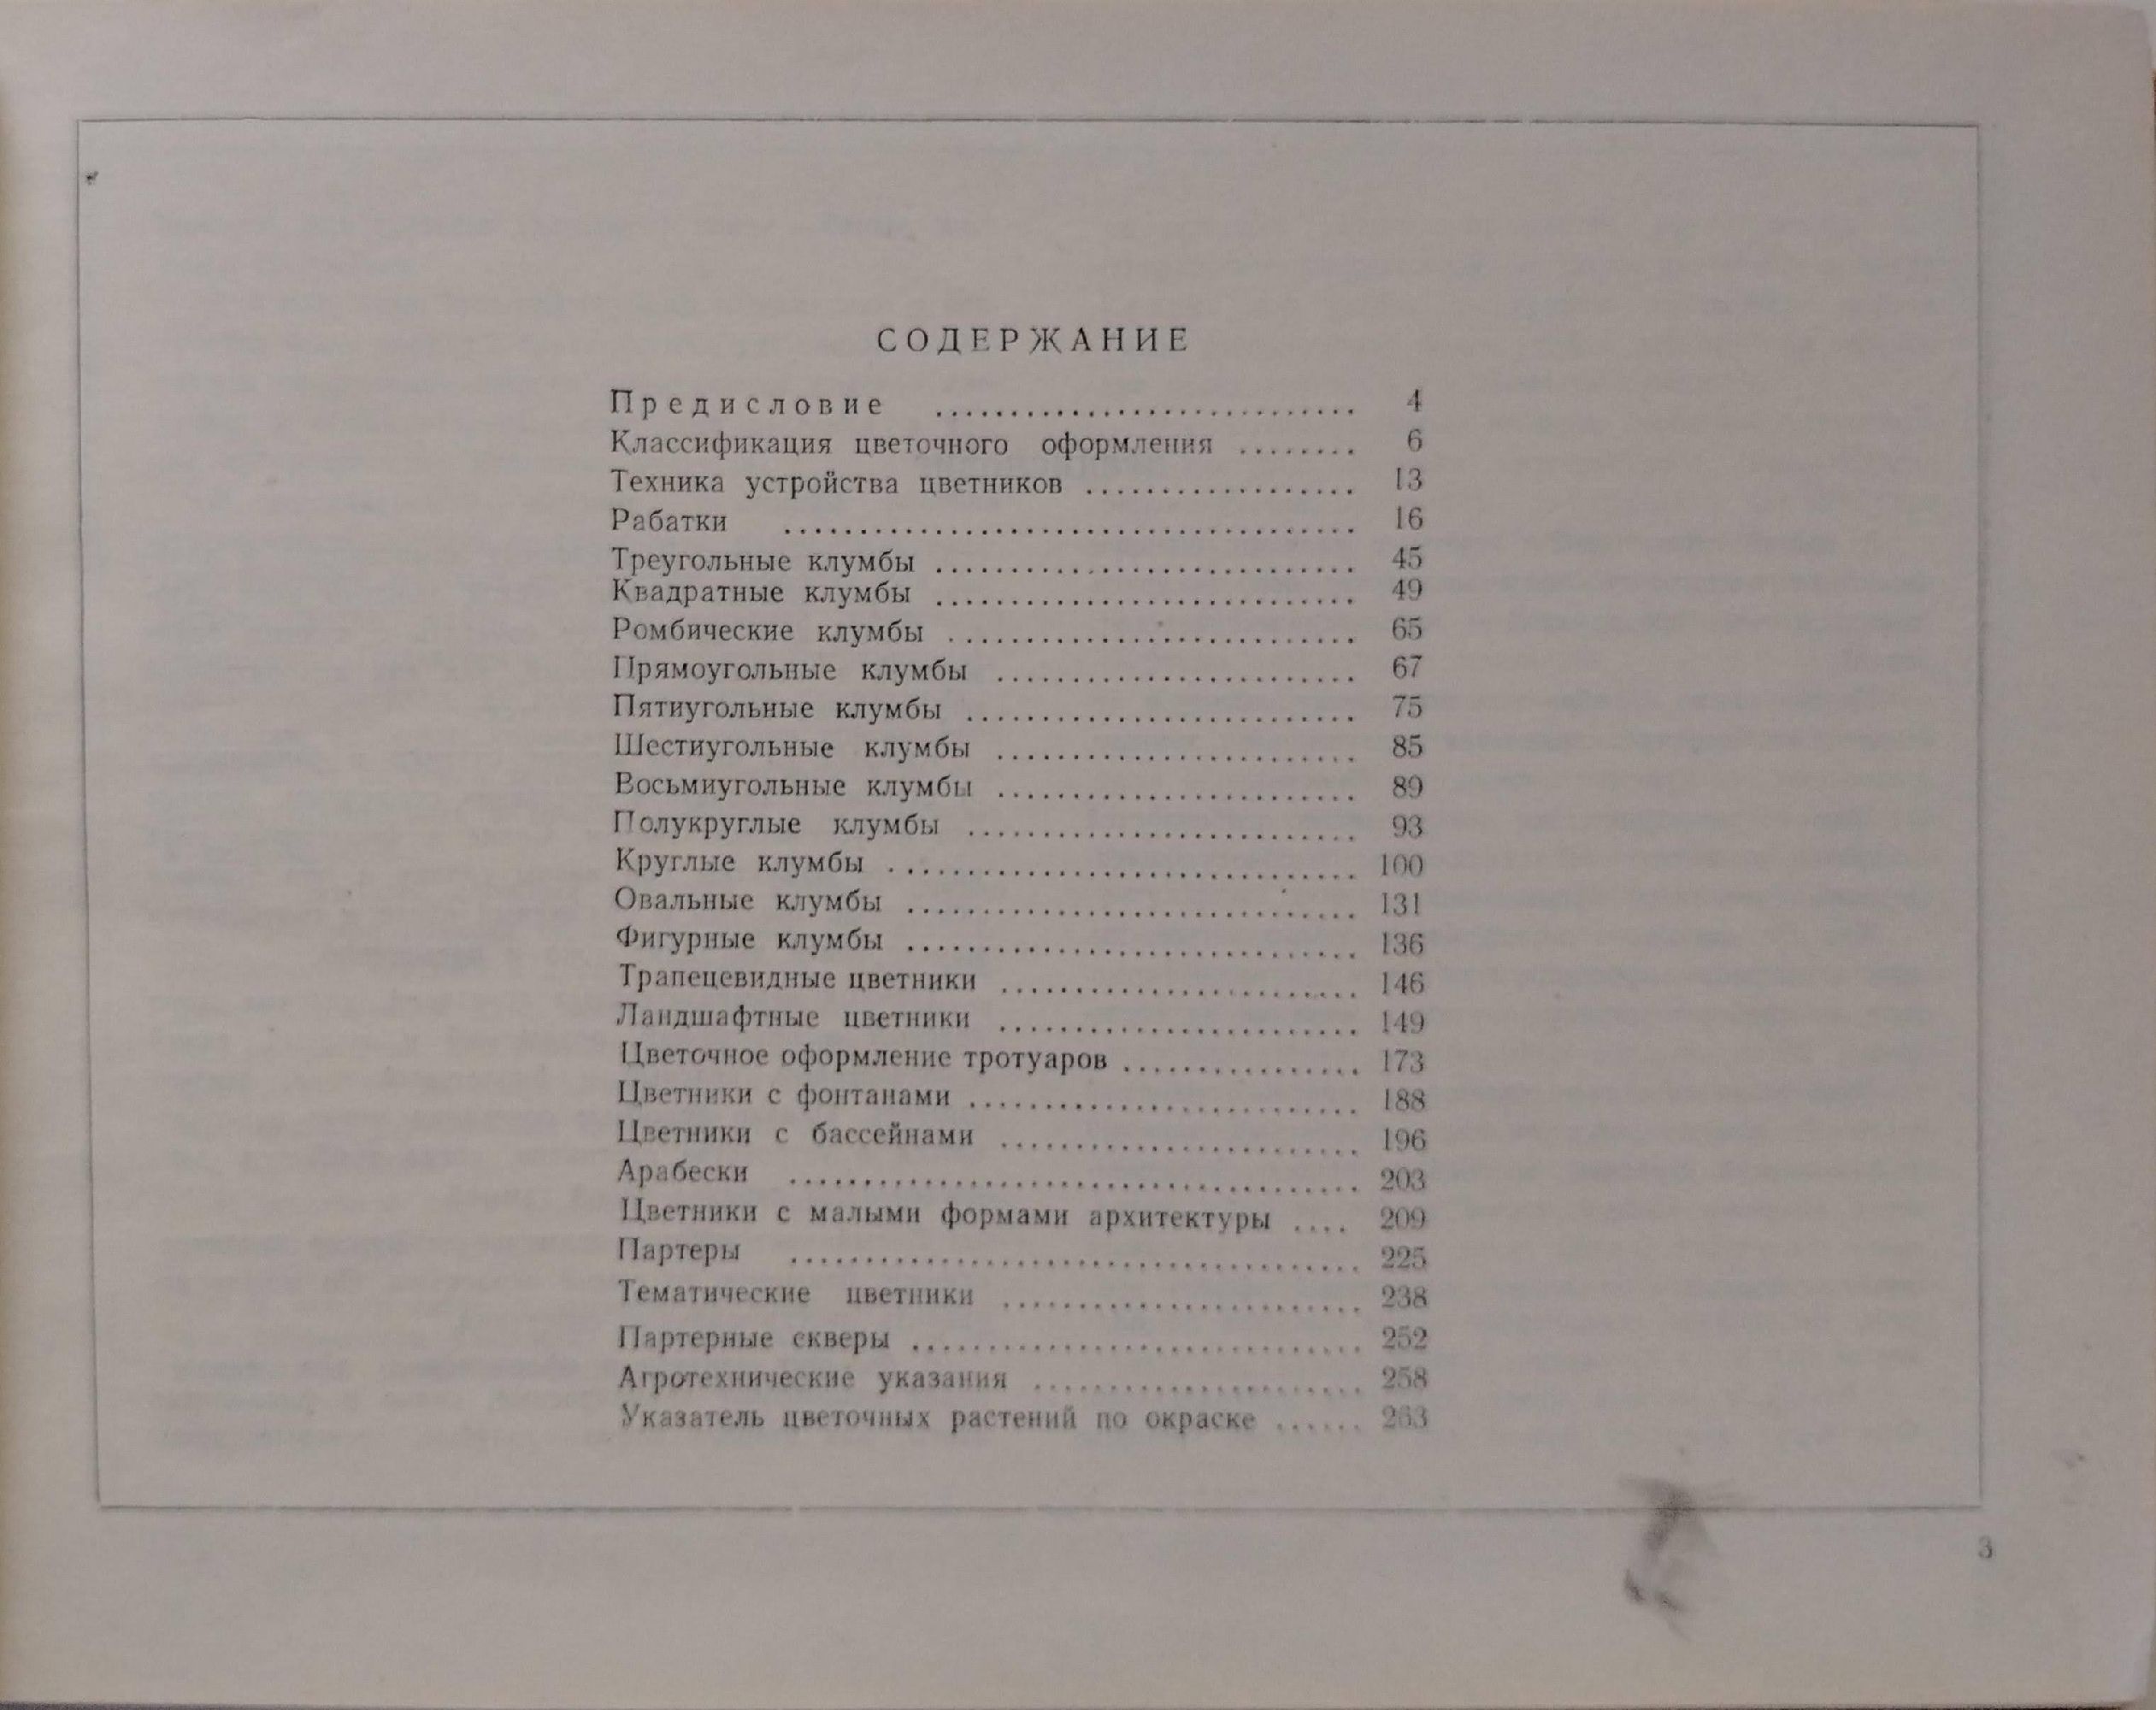 СОДЕРЖАНИЕ
Предисловие ............................ 4
Классификация цветочного оформления ........ 6
Техника устройства цветников .................. 13
Рабатки ...................................... 16
Треугольные клумбы ............................ 45
Квадратные клумбы ............................ 49
Ромбические клумбы ........................... 65
Прямоугольные клумбы ........................ 67
Пятиугольные клумбы .......................... 75
Шестиугольные клумбы ........................ 85
Восьмиугольные клумбы ........................ 89
Полукруглые клумбы .......................... 93
Круглые клумбы ............................... 100
Овальные клумбы .............................. 131
Фигурные клумбы .............................. 136
Трапецевидные цветники ........................ 146
Ландшафтные цветники ........................ 149
Цветочное оформление тротуаров ................ 173
Цветники с фонтанами .......................... 188
Цветники с бассейнами ........................ 196
Арабески ...................................... 203
Цветники с малыми формами архитектуры .... 209
Партеры ...................................... 225
Тематические цветники ........................ 238
Партерные скверы .............................. 252
Агротехнические указания ...................... 258
Указатель цветочных растений по окраске ...... 263
3